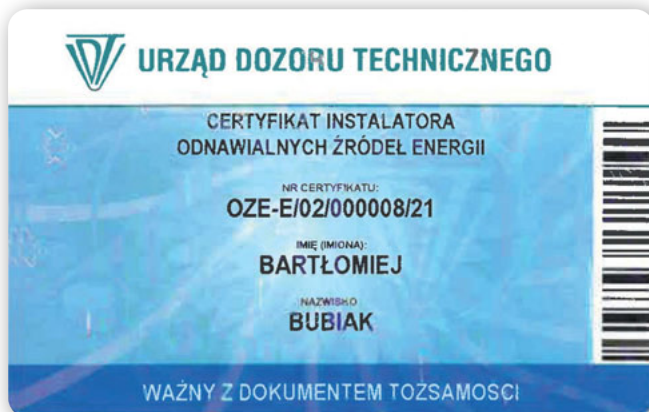 URZĄD DOZORU TECHNICZNEGO
CERTYFIKAT INSTALATORA
ODNAWIALNYCH ŹRÓDEŁ ENERGII
NR CERTYFIKATU:
OZE-E/02/000008/21
IMIĘ (IMIONA):
BARTŁOMIEJ
NAZWISKO
BUBIAK
WAŻNY Z DOKUMENTEM TOŻSAMOŚCI